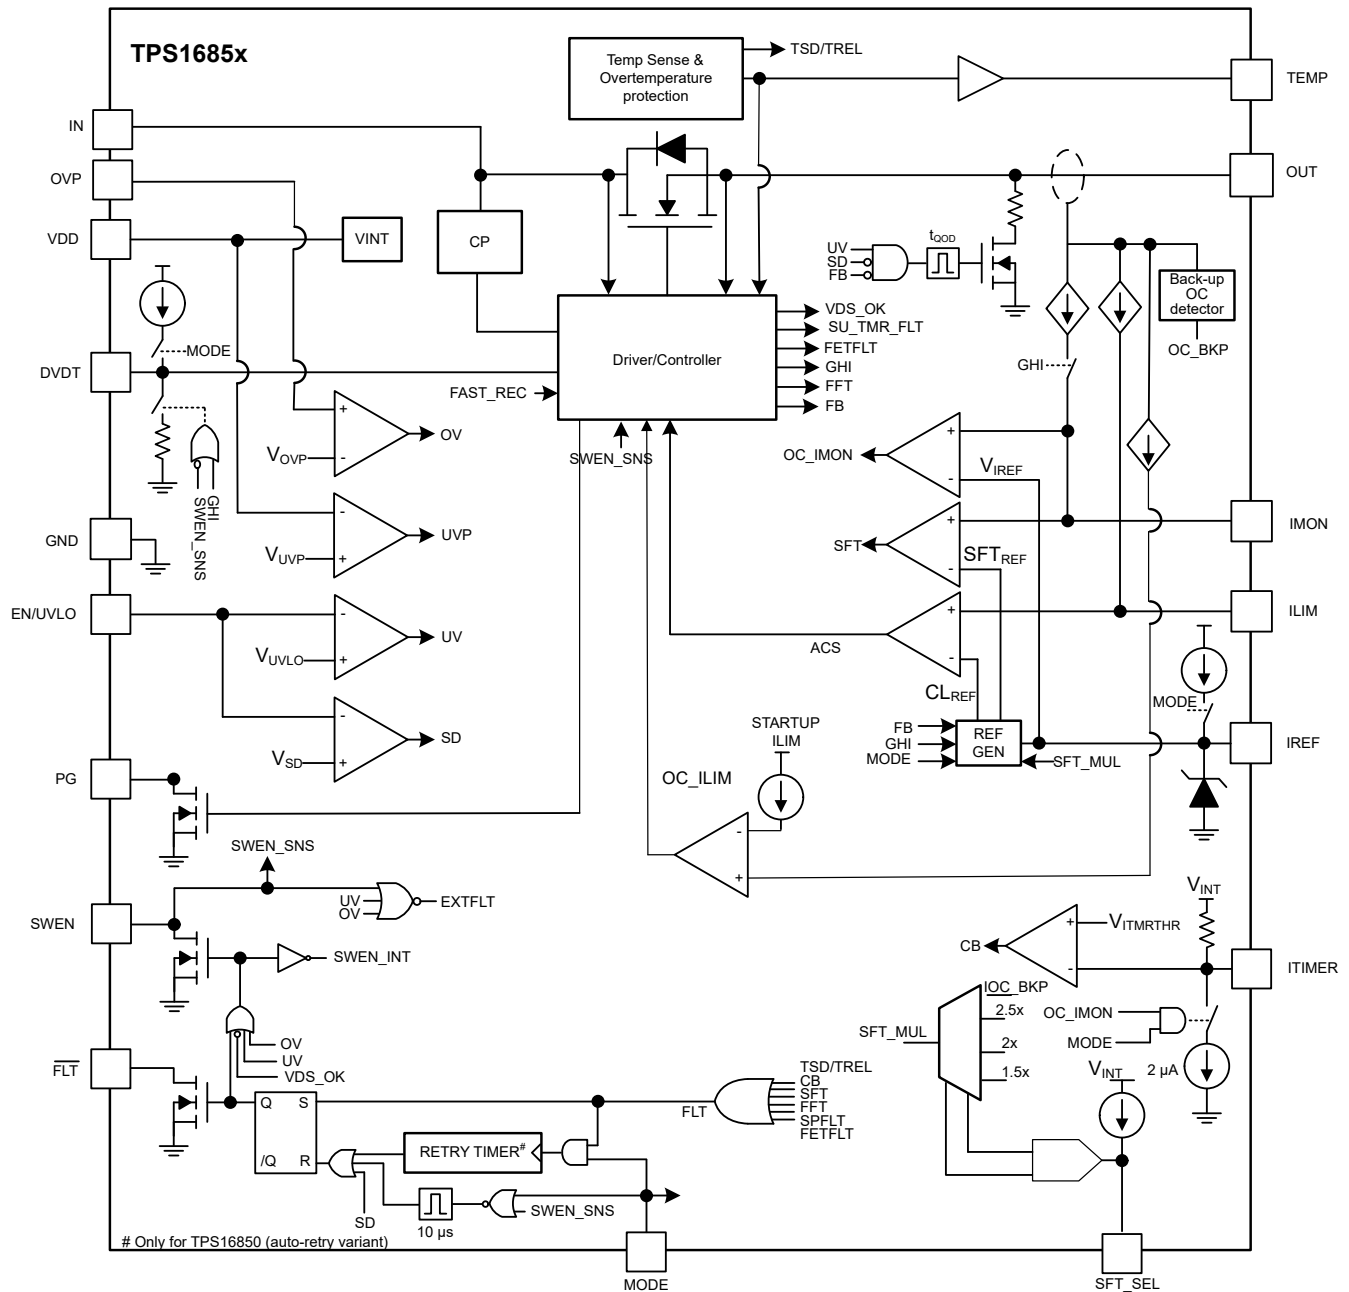 TPS1685x
Temp Sense &
Overtemperature
protection
TSD/TREL
TEMP
IN
OVP
OUT
VDD
VINT
CP
UV
SD
FB
tQOD
Back-up
OC
detector
OC_BKP
MODE
DVDT
Driver/Controller
VDS_OK
SU_TMR_FLT
FETFLT
GHI
FFT
FB
GHI
FAST_REC
SWEN_SNS
VOVP
+
-
OV
GHI
SWEN_SNS
OC_IMON
+
-
VIREF
GND
VUVP
-
+
UVP
SFT
+
-
SFTREF
IMON
EN/UVLO
VUVLO
-
+
UV
ACS
+
-
CLREF
ILIM
VSD
-
+
SD
MODE
FB
GHI
MODE
REF
GEN
SFT_MUL
IREF
PG
STARTUP
ILIM
OC_ILIM
-
+
SWEN_SNS
UV
OV
EXTFLT
SWEN
SWEN_INT
VINT
CB
+
-
VITMRTHR
ITIMER
IOC_BKP
2.5x
2x
1.5x
SFT_MUL
OC_IMON
MODE
2 µA
OV
UV
VDS_OK
FLT
Q
S
/Q
R
RETRY TIMER#
FLT
TSD/TREL
CB
SFT
FFT
SPFLT
FETFLT
VINT
SD
10 µs
SWEN_SNS
# Only for TPS16850 (auto-retry variant)
MODE
SFT_SEL